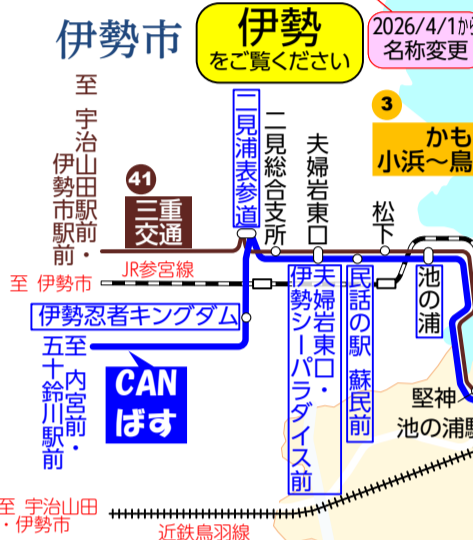 伊勢市
伊勢
をご覧ください
2026/4/1から
名称変更
至 宇治山田駅前・
伊勢市駅前
41
三重
交通
二見浦表参道
二見総合支所
夫婦岩東口
松下
3
かも
小浜～鳥
至 伊勢市
JR参宮線
伊勢忍者キングダム
至 内宮前・
五十鈴川駅前
CAN
ばす
夫婦岩東口・
伊勢シーパラダイス前
民話の駅 蘇民前
池の浦
堅神
池の浦駅
至 宇治山田
・伊勢市
近鉄鳥羽線